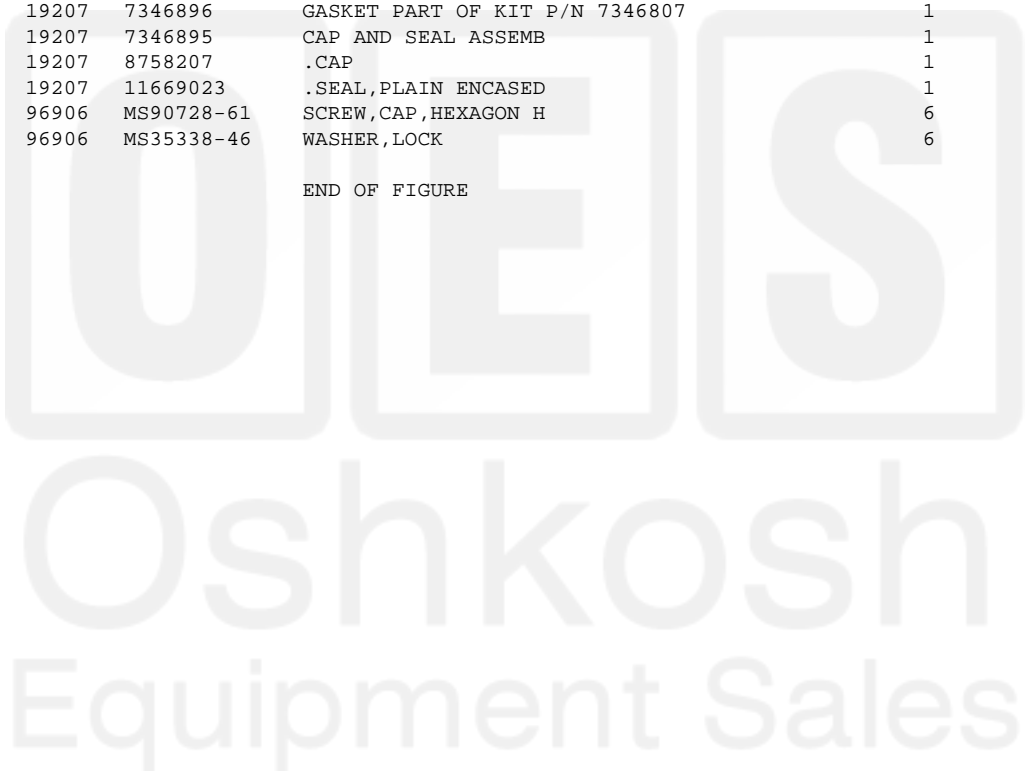 19207 7346896 GASKET PART OF KIT P/N 7346807 1
19207 7346895 CAP AND SEAL ASSEMB 1
19207 8758207 .CAP 1
19207 11669023 .SEAL,PLAIN ENCASED 1
96906 MS90728-61 SCREW,CAP,HEXAGON H 6
96906 MS35338-46 WASHER,LOCK 6
END OF FIGURE
OES
Oshkosh
Equipment Sales